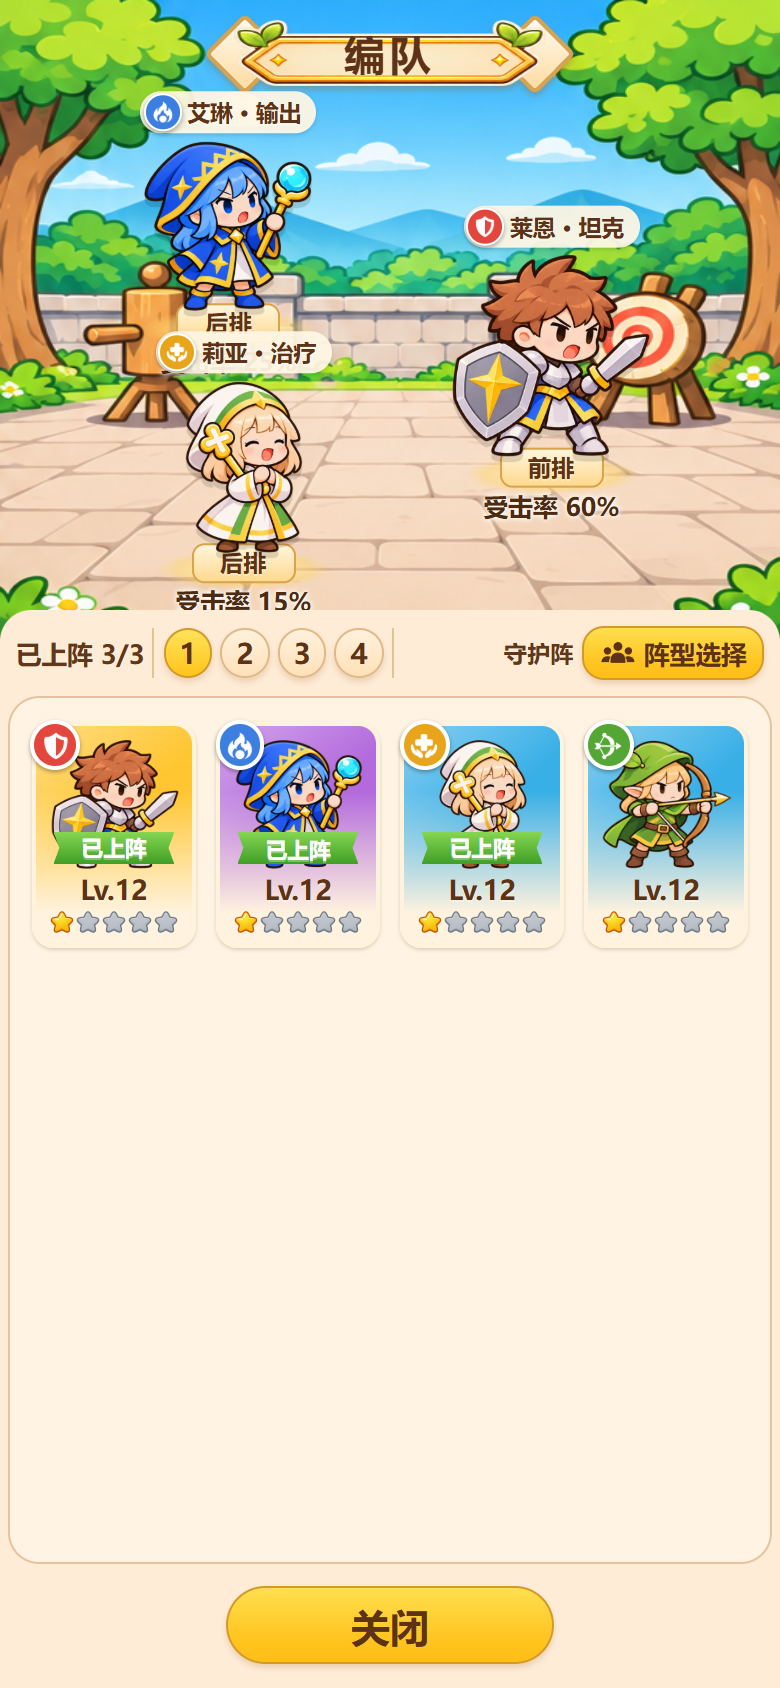 编队
艾琳·输出
莱恩·坦克
后排
莉亚·治疗
前排
受击率 60%
后排
受击率 15%
已上阵 3/3
1
2
3
4
守护阵
阵型选择
已上阵
Lv.12
已上阵
Lv.12
已上阵
Lv.12
Lv.12
关闭